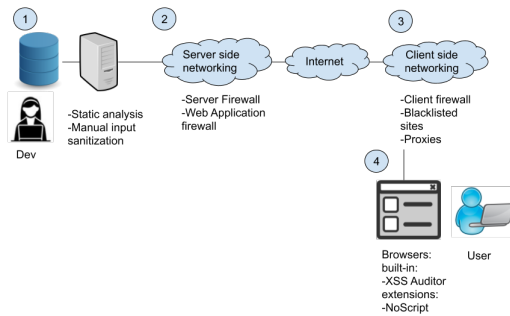 1
2
3
Server side
networking
Internet
Client side
networking
-Static analysis
-Manual input
sanitization
Dev
-Server Firewall
-Web Application
firewall
-Client firewall
-Blacklisted
sites
-Proxies
4
Browsers:
built-in:
-XSS Auditor
extensions:
-NoScript
User